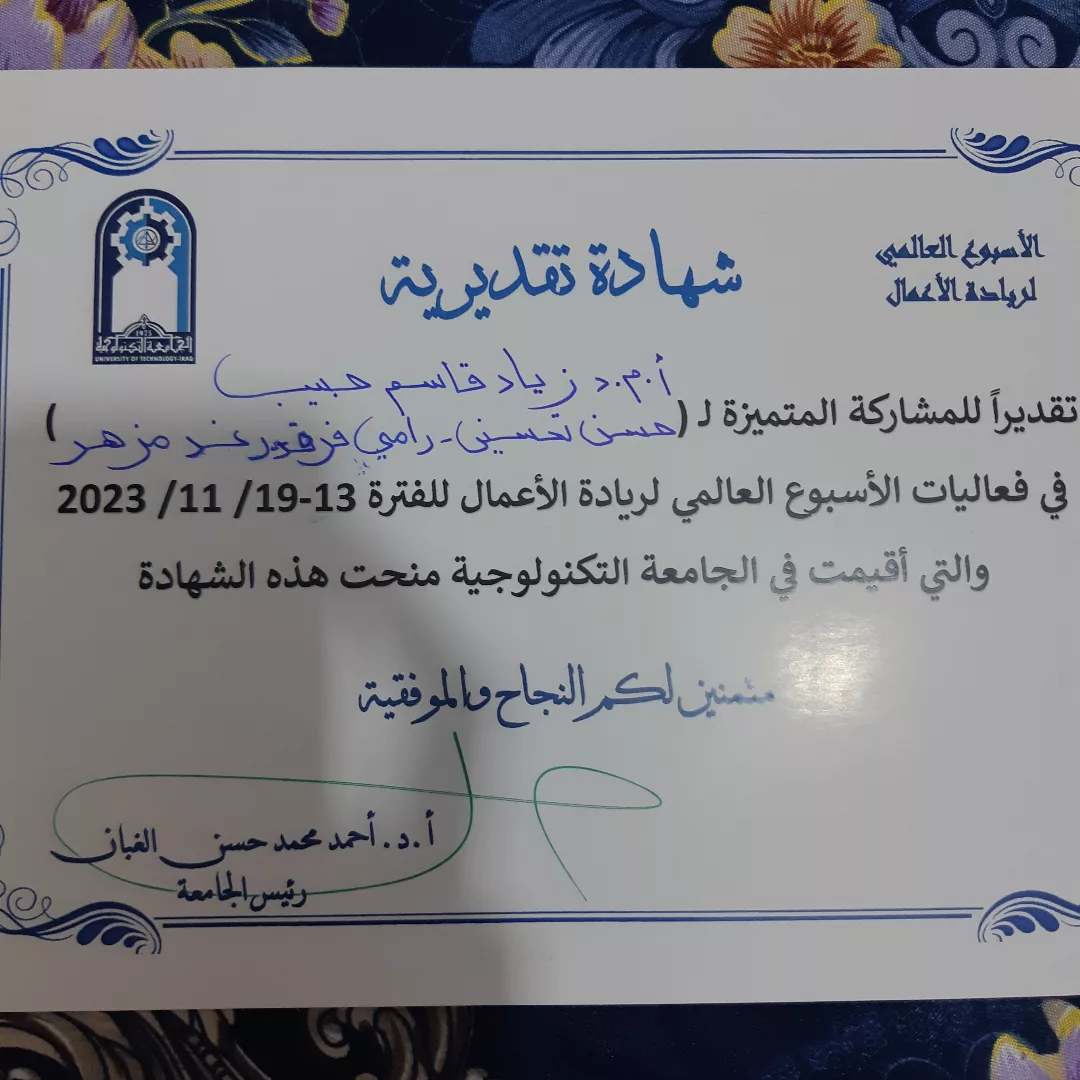 الأسبوع العالمي
لريادة الأعمال
شهادة تقديرية
1975
الجامعة التكنولوجية
UNIVERSITY OF TECHNOLOGY-IRAQ
أ.م.د زياد قاسم حبيب
تقديراً للمشاركة المتميزة لـ (حسن تحسين - رامي فرقد - رغد مزهر)
في فعاليات الأسبوع العالمي لريادة الأعمال للفترة 13-19/ 11/ 2023
والتي أقيمت في الجامعة التكنولوجية منحت هذه الشهادة
متمنين لكم النجاح والموفقية
أ.د. أحمد محمد حسن الغبان
رئيس الجامعة